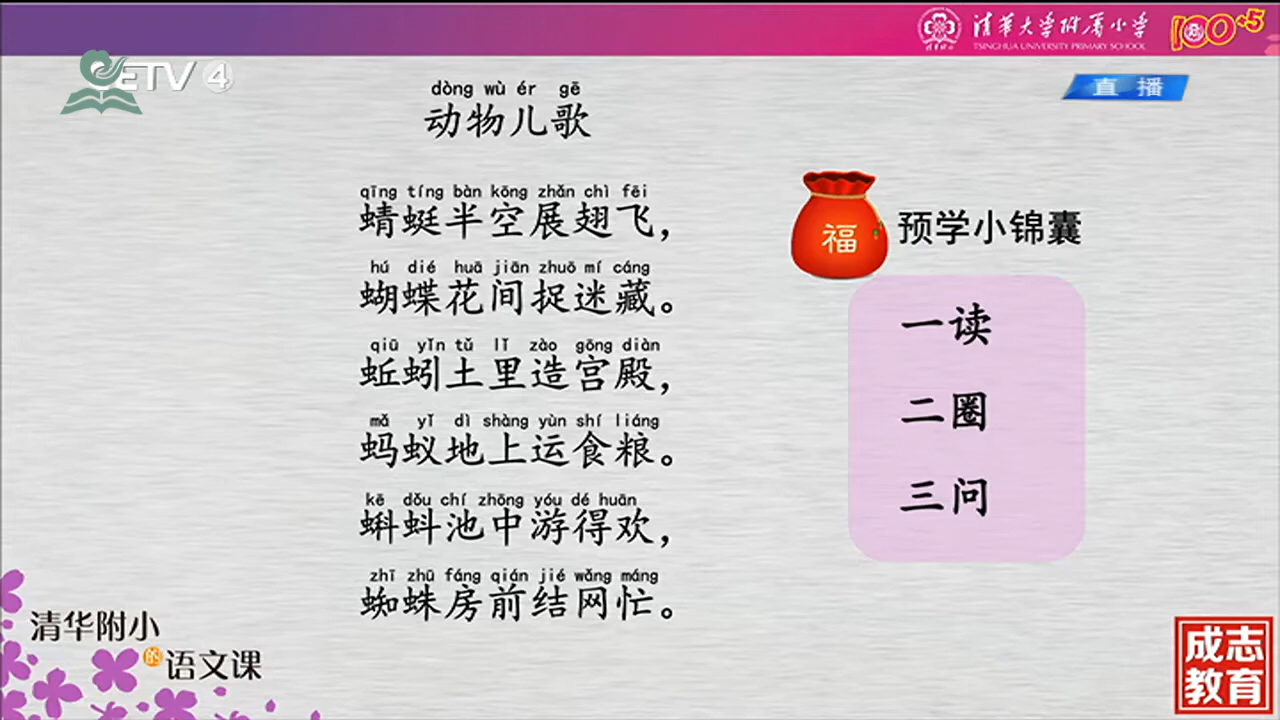 清华大学附属小学
TSINGHUA UNIVERSITY PRIMARY SCHOOL
100+5
CETV 4
直播
dòng wù ér gē
动物儿歌
qīng tíng bàn kōng zhǎn chì fēi
蜻蜓半空展翅飞，
hú dié huā jiān zhuō mí cáng
蝴蝶花间捉迷藏。
qiū yǐn tǔ lǐ zào gōng diàn
蚯蚓土里造宫殿，
mǎ yǐ dì shàng yùn shí liáng
蚂蚁地上运食粮。
kē dǒu chí zhōng yóu dé huān
蝌蚪池中游得欢，
zhī zhū fáng qián jié wǎng máng
蜘蛛房前结网忙。
福
预学小锦囊
一读
二圈
三问
清华附小
的语文课
成志
教育